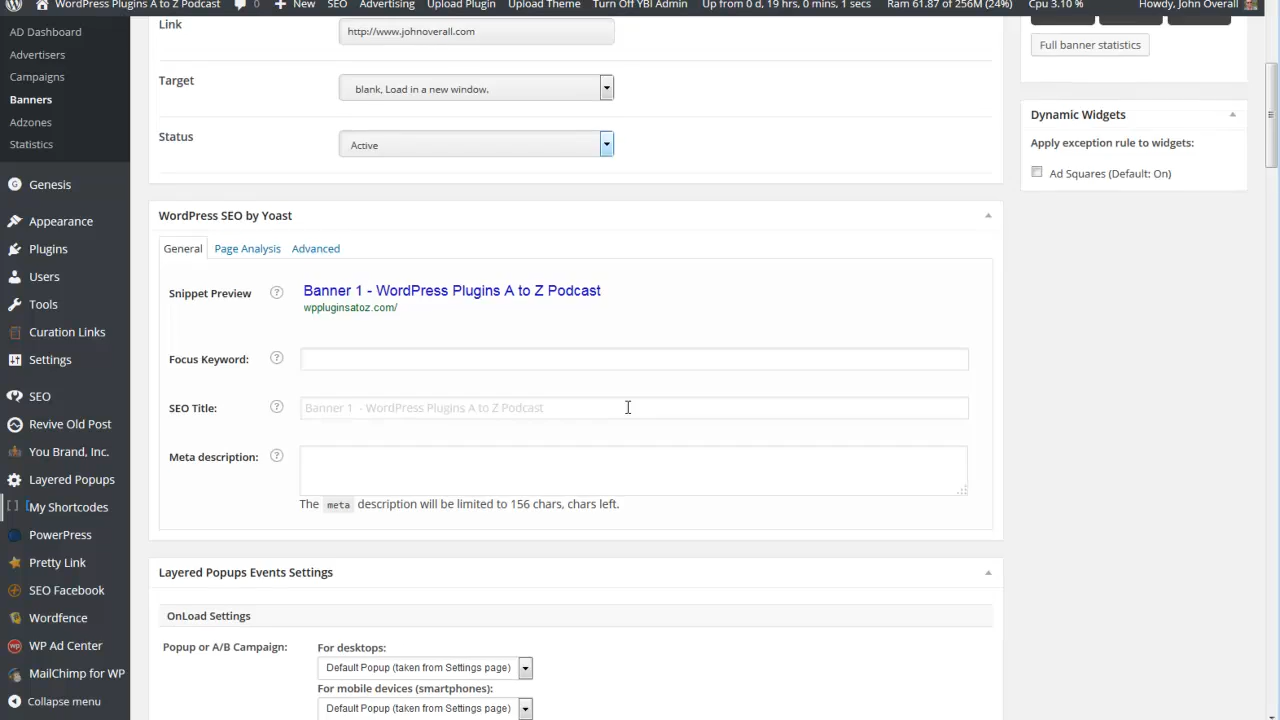 WordPress Plugins A to Z Podcast 0 New SEO Advertising Upload Plugin Upload Theme Turn Off YBI Admin Up from 0 d, 19 hrs, 0 mins, 1 secs Ram 61.87 of 256M (24%) Cpu 3.10 % Howdy, John Overall
AD Dashboard
Advertisers
Campaigns
Banners
Adzones
Statistics
Genesis
Appearance
Plugins
Users
Tools
Curation Links
Settings
SEO
Revive Old Post
You Brand, Inc.
Layered Popups
My Shortcodes
PowerPress
Pretty Link
SEO Facebook
Wordfence
WP Ad Center
MailChimp for WP
Collapse menu
Link
http://www.johnoverall.com
Target
blank, Load in a new window.
Status
Active
WordPress SEO by Yoast
General Page Analysis Advanced
Snippet Preview ? Banner 1 - WordPress Plugins A to Z Podcast
wppluginsatoz.com/
Focus Keyword: ?
SEO Title: ? Banner 1 - WordPress Plugins A to Z Podcast
Meta description: ?
The meta description will be limited to 156 chars, chars left.
Layered Popups Events Settings
OnLoad Settings
Popup or A/B Campaign: For desktops:
Default Popup (taken from Settings page)
For mobile devices (smartphones):
Default Popup (taken from Settings page)
Full banner statistics
Dynamic Widgets
Apply exception rule to widgets:
Ad Squares (Default: On)